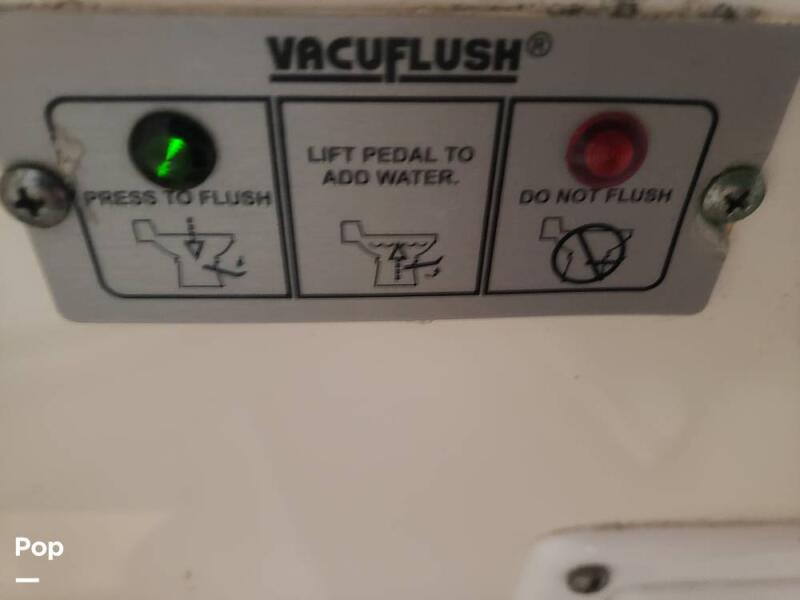 VACUFLUSH®
PRESS TO FLUSH
LIFT PEDAL TO
ADD WATER.
DO NOT FLUSH
Pop